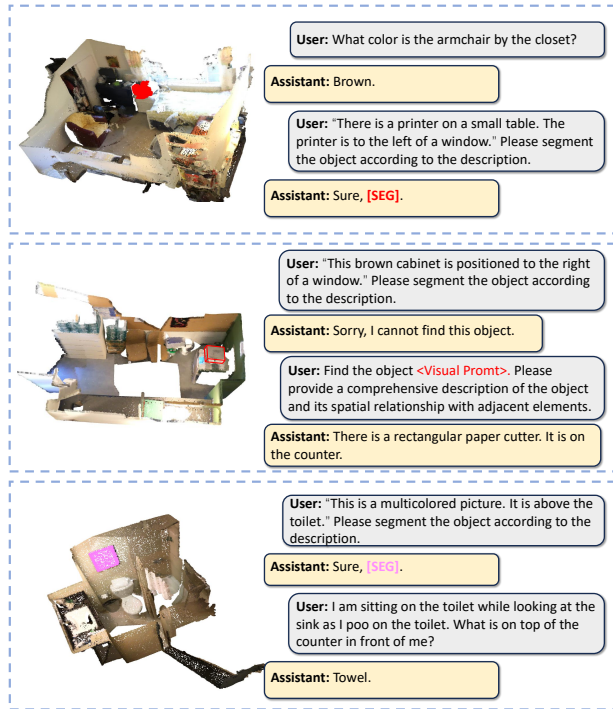 User: What color is the armchair by the closet?
Assistant: Brown.
User: “There is a printer on a small table. The
printer is to the left of a window.” Please
segment the object according to the
description.
Assistant: Sure, [SEG].
User: “This brown cabinet is positioned to the right
of a window.” Please segment the object according
to the description.
Assistant: Sorry, I cannot find this object.
User: Find the object <Visual Promt>. Please
provide a comprehensive description of the object
and its spatial relationship with adjacent elements.
Assistant: There is a rectangular paper cutter. It is on
the counter.
User: “This is a multicolored picture. It is above the
toilet.” Please segment the object according to the
description.
Assistant: Sure, [SEG].
User: I am sitting on the toilet while looking at the
sink as I poo on the toilet. What is on top of the
counter in front of me?
Assistant: Towel.